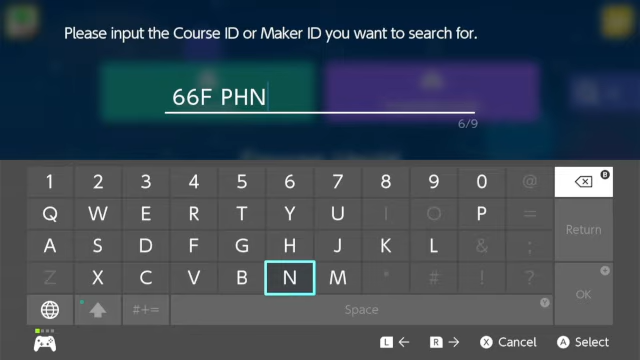 Please input the Course ID or Maker ID you want to search for.
66F PHN
6/9
1 2 3 4 5 6 7 8 9 0 @
Q W E R T Y U I O P =
Return
A S D F G H J K L & ;
Z X C V B N M * # ! ?
OK
#+= Space
L ← R → X Cancel A Select